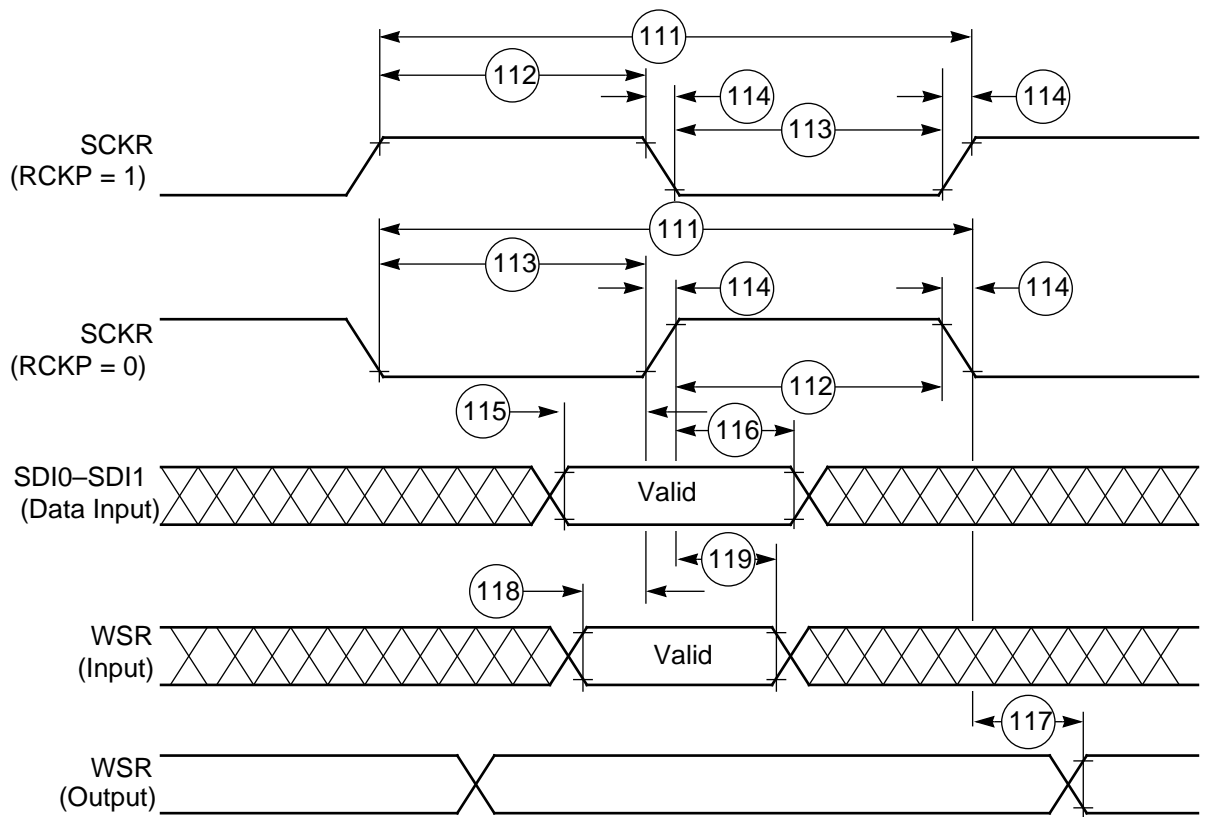 111
112
114
114
113
SCKR
(RCKP = 1)
111
113
114
114
SCKR
(RCKP = 0)
112
115
116
SDI0–SDI1
(Data Input)
Valid
119
118
WSR
(Input)
Valid
117
WSR
(Output)